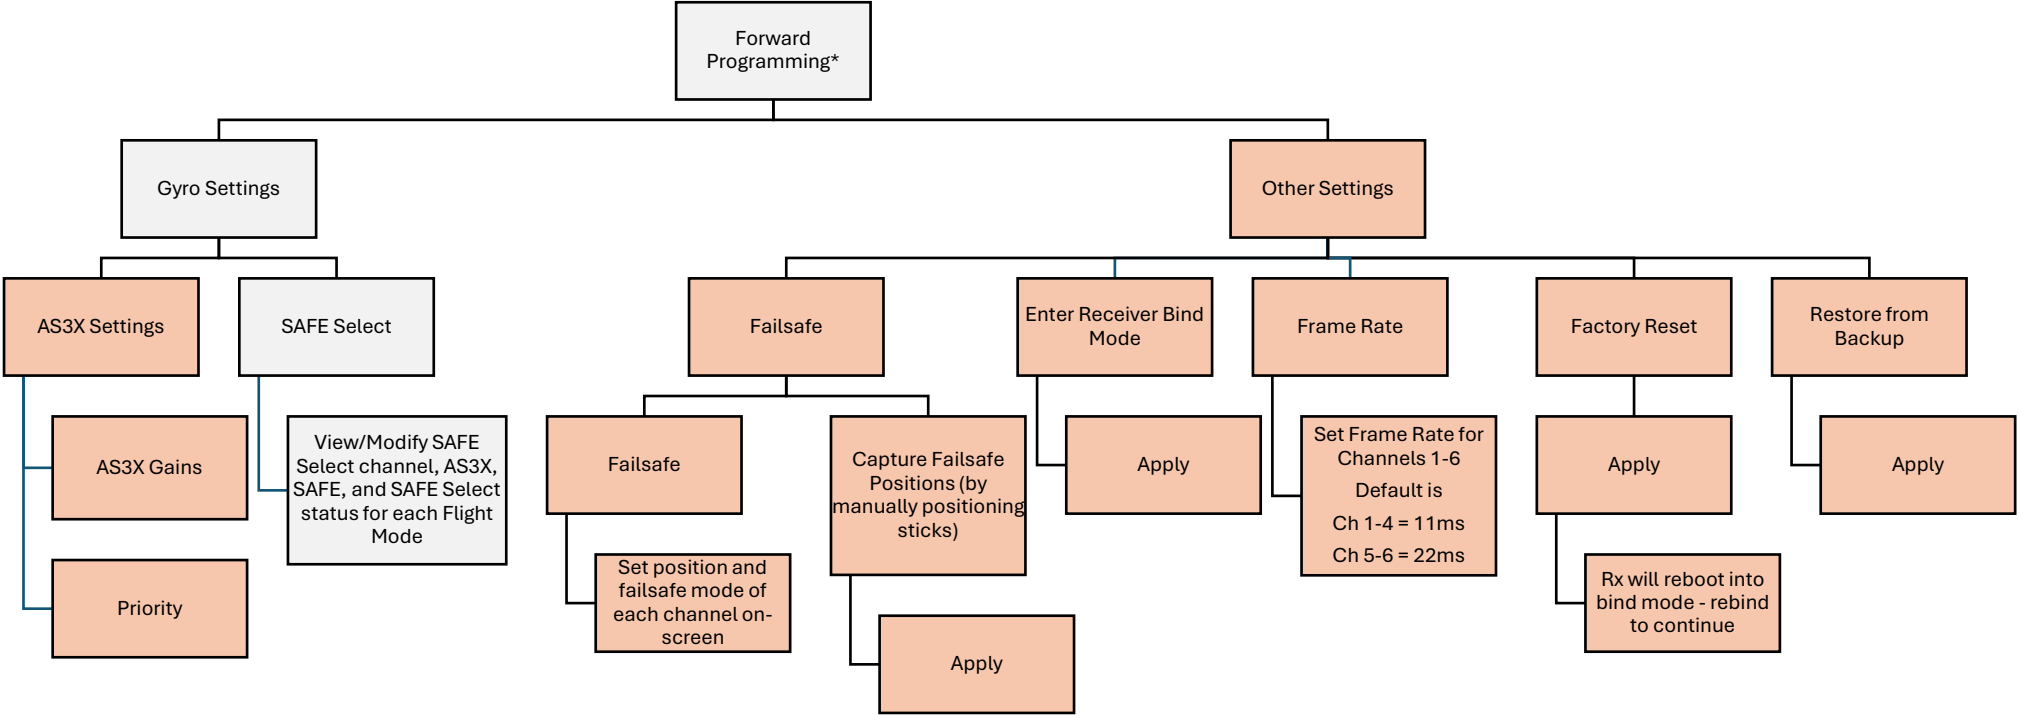 Forward
Programming*
Gyro Settings
Other Settings
AS3X Settings
SAFE Select
Failsafe
Enter Receiver Bind
Mode
Frame Rate
Factory Reset
Restore from
Backup
AS3X Gains
View/Modify SAFE
Select channel, AS3X,
SAFE, and SAFE Select
status for each Flight
Mode
Failsafe
Capture Failsafe
Positions (by
manually positioning
sticks)
Apply
Set Frame Rate for
Channels 1-6
Default is
Ch 1-4 = 11ms
Ch 5-6 = 22ms
Apply
Apply
Priority
Set position and
failsafe mode of
each channel on-
screen
Apply
Rx will reboot into
bind mode - rebind
to continue